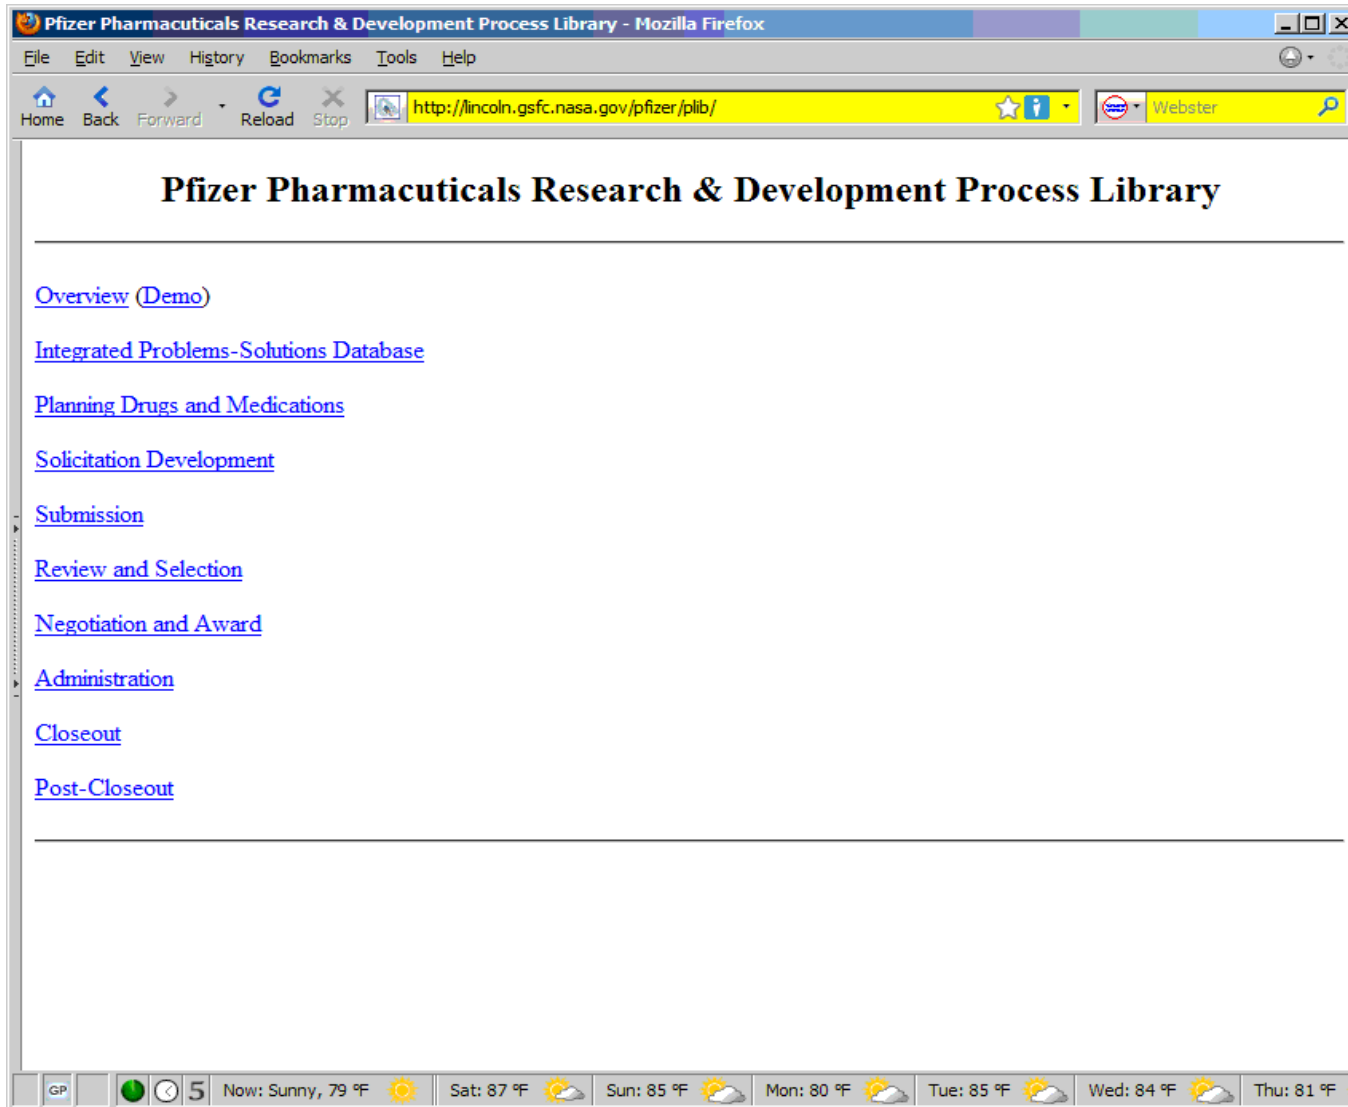 Pfizer Pharmacuticals Research & Development Process Library - Mozilla Firefox
File Edit View History Bookmarks Tools Help
Home Back Forward Reload Stop http://lincoln.gsfc.nasa.gov/pfizer/plib/ Webster
Pfizer Pharmacuticals Research & Development Process Library
Overview (Demo)
Integrated Problems-Solutions Database
Planning Drugs and Medications
Solicitation Development
Submission
Review and Selection
Negotiation and Award
Administration
Closeout
Post-Closeout
GP 5 Now: Sunny, 79 °F Sat: 87 °F Sun: 85 °F Mon: 80 °F Tue: 85 °F Wed: 84 °F Thu: 81 °F